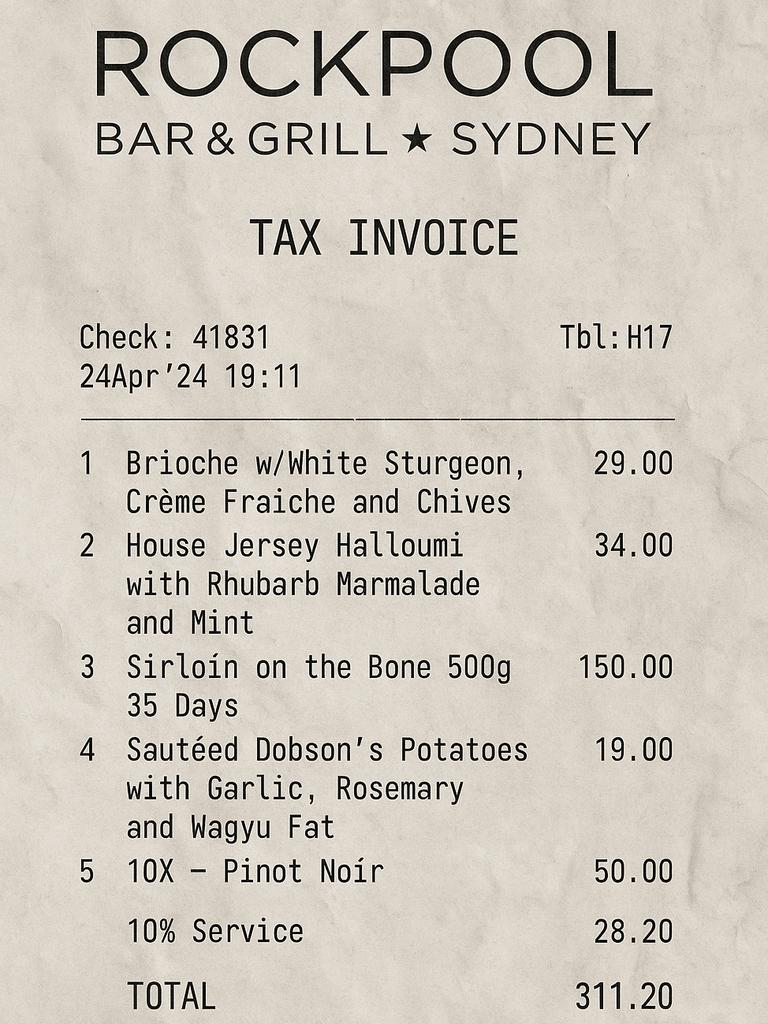 ROCKPOOL
BAR & GRILL ★ SYDNEY
TAX INVOICE
Check: 41831 Tbl:H17
24Apr'24 19:11
1 Brioche w/White Sturgeon, 29.00
Crème Fraiche and Chives
2 House Jersey Halloumi 34.00
with Rhubarb Marmalade
and Mint
3 Sirloín on the Bone 500g 150.00
35 Days
4 Sautéed Dobson's Potatoes 19.00
with Garlic, Rosemary
and Wagyu Fat
5 10X – Pinot Noír 50.00
10% Service 28.20
TOTAL 311.20